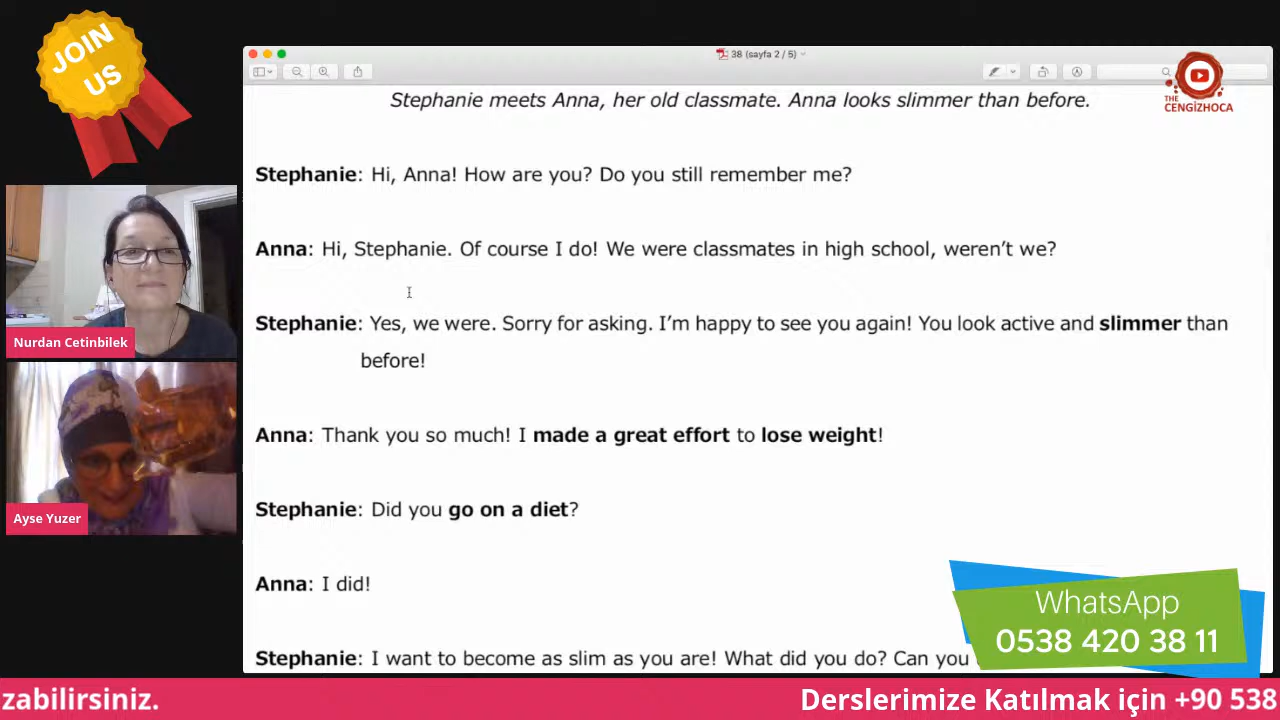 JOIN
US
38 (sayfa 2 / 5)
THE
CENGİZHOCA
Stephanie meets Anna, her old classmate. Anna looks slimmer than before.
Stephanie: Hi, Anna! How are you? Do you still remember me?
Anna: Hi, Stephanie. Of course I do! We were classmates in high school, weren’t we?
Stephanie: Yes, we were. Sorry for asking. I’m happy to see you again! You look active and slimmer than
before!
Anna: Thank you so much! I made a great effort to lose weight!
Stephanie: Did you go on a diet?
Anna: I did!
Stephanie: I want to become as slim as you are! What did you do? Can you
Nurdan Cetinbilek
Ayse Yuzer
WhatsApp
0538 420 38 11
zabilirsiniz.
Derslerimize Katılmak için +90 538